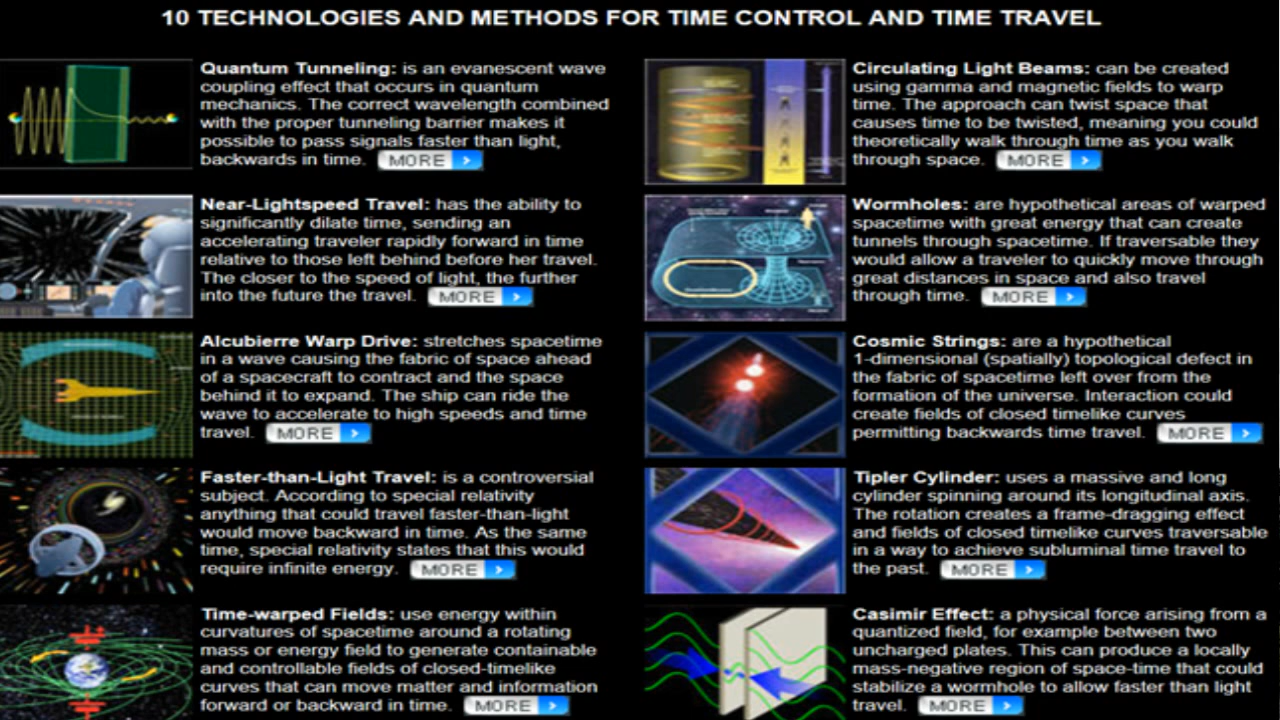 10 TECHNOLOGIES AND METHODS FOR TIME CONTROL AND TIME TRAVEL
Quantum Tunneling: is an evanescent wave
coupling effect that occurs in quantum
mechanics. The correct wavelength combined
with the proper tunneling barrier makes it
possible to pass signals faster than light,
backwards in time. MORE
Circulating Light Beams: can be created
using gamma and magnetic fields to warp
time. The approach can twist space that
causes time to be twisted, meaning you could
theoretically walk through time as you walk
through space. MORE
Near-Lightspeed Travel: has the ability to
significantly dilate time, sending an
accelerating traveler rapidly forward in time
relative to those left behind before her travel.
The closer to the speed of light, the further
into the future the travel. MORE
Wormholes: are hypothetical areas of warped
spacetime with great energy that can create
tunnels through spacetime. If traversable they
would allow a traveler to quickly move through
great distances in space and also travel
through time. MORE
Alcubierre Warp Drive: stretches spacetime
in a wave causing the fabric of space ahead
of a spacecraft to contract and the space
behind it to expand. The ship can ride the
wave to accelerate to high speeds and time
travel. MORE
Cosmic Strings: are a hypothetical
1-dimensional (spatially) topological defect in
the fabric of spacetime left over from the
formation of the universe. Interaction could
create fields of closed timelike curves
permitting backwards time travel. MORE
Faster-than-Light Travel: is a controversial
subject. According to special relativity
anything that could travel faster-than-light
would move backward in time. As the same
time, special relativity states that this would
require infinite energy. MORE
Tipler Cylinder: uses a massive and long
cylinder spinning around its longitudinal axis.
The rotation creates a frame-dragging effect
and fields of closed timelike curves traversable
in a way to achieve subluminal time travel to
the past. MORE
Time-warped Fields: use energy within
curvatures of spacetime around a rotating
mass or energy field to generate containable
and controllable fields of closed-timelike
curves that can move matter and information
forward or backward in time. MORE
Casimir Effect: a physical force arising from a
quantized field, for example between two
uncharged plates. This can produce a locally
mass-negative region of space-time that could
stabilize a wormhole to allow faster than light
travel. MORE